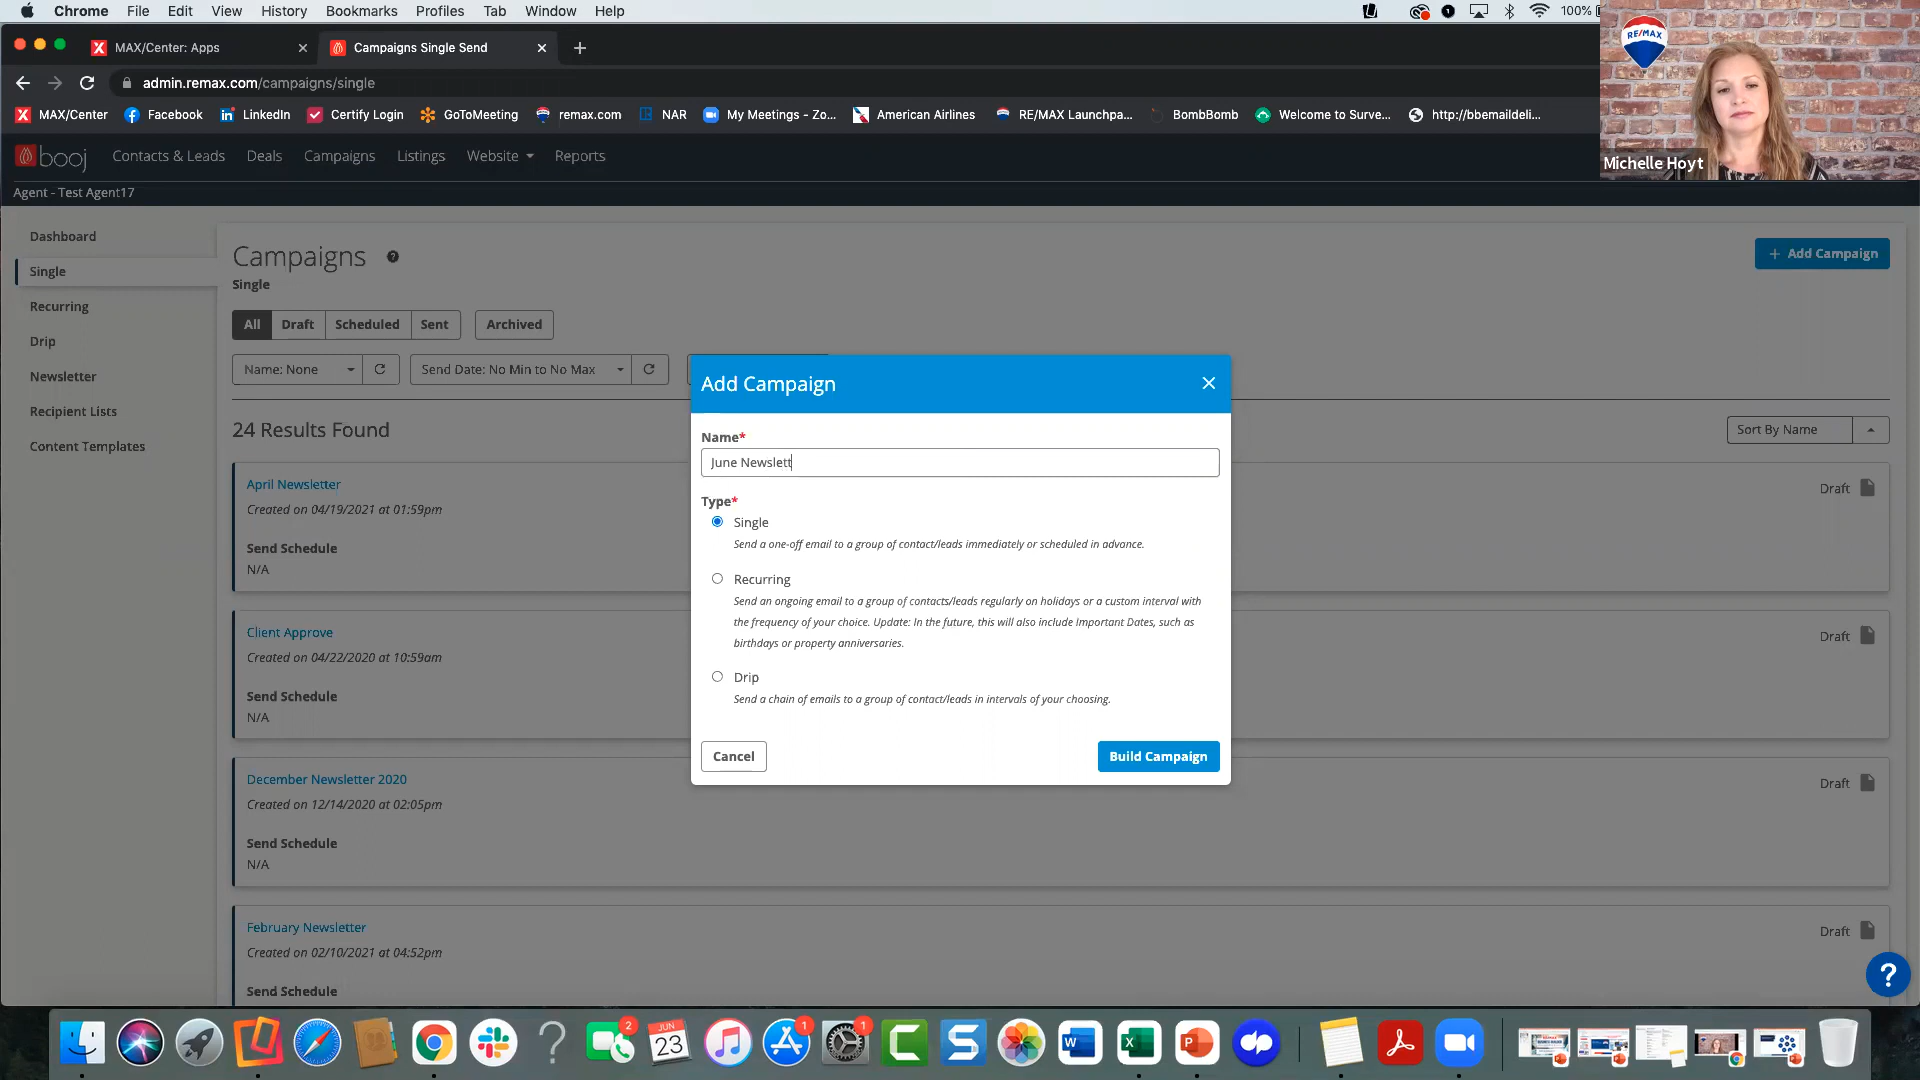 Chrome File Edit View History Bookmarks Profiles Tab Window Help 100%
MAX/Center: Apps Campaigns Single Send
admin.remax.com/campaigns/single
MAX/Center Facebook LinkedIn Certify Login GoToMeeting remax.com NAR My Meetings - Zo... American Airlines RE/MAX Launchpa... BombBomb Welcome to Surve... http://bbemaildeli...
RE/MAX
Michelle Hoyt
booj Contacts & Leads Deals Campaigns Listings Website Reports
Agent - Test Agent17
Dashboard
Single
Recurring
Drip
Newsletter
Recipient Lists
Content Templates
Campaigns ?
Single
+ Add Campaign
All Draft Scheduled Sent Archived
Name: None Send Date: No Min to No Max
24 Results Found
Sort By Name
April Newsletter
Created on 04/19/2021 at 01:59pm
Draft
Send Schedule
N/A
Client Approve
Created on 04/22/2020 at 10:59am
Draft
Send Schedule
N/A
December Newsletter 2020
Created on 12/14/2020 at 02:05pm
Draft
Send Schedule
N/A
February Newsletter
Created on 02/10/2021 at 04:52pm
Draft
Send Schedule
Add Campaign
Name*
June Newslett
Type*
Single
Send a one-off email to a group of contact/leads immediately or scheduled in advance.
Recurring
Send an ongoing email to a group of contacts/leads regularly on holidays or a custom interval with
the frequency of your choice. Update: In the future, this will also include Important Dates, such as
birthdays or property anniversaries.
Drip
Send a chain of emails to a group of contact/leads in intervals of your choosing.
Cancel Build Campaign
?
2 JUN 23 1 1